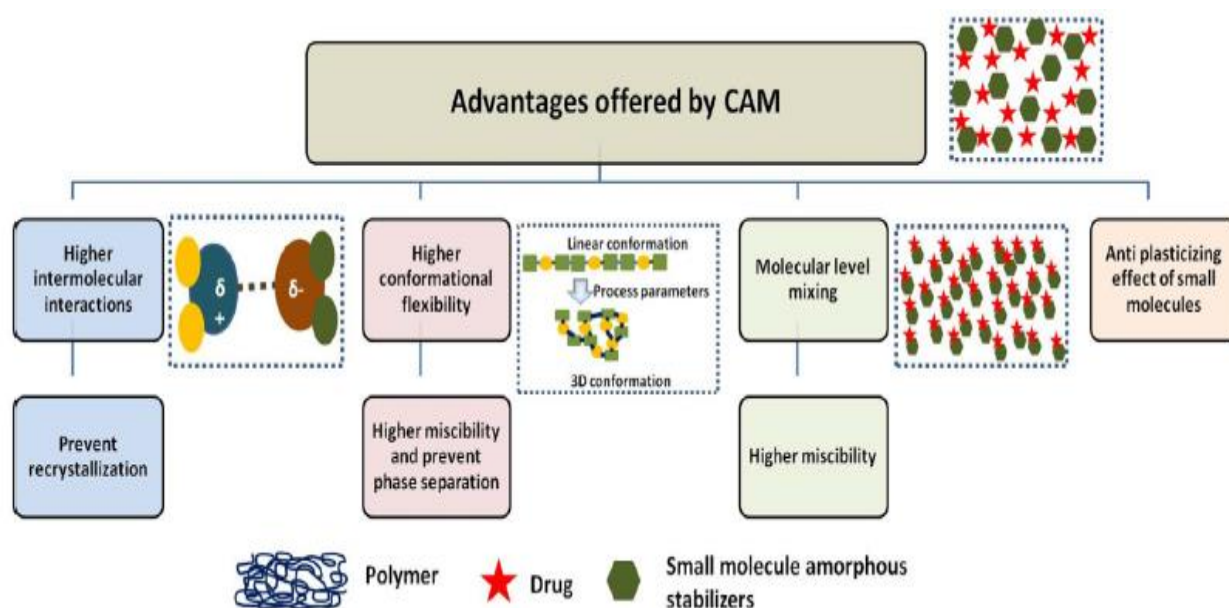 Advantages offered by CAM
Higher
intermolecular
interactions
δ
+
δ-
Higher
conformational
flexibility
Linear conformation
Process parameters
3D conformation
Molecular level
mixing
Anti plasticizing
effect of small
molecules
Prevent
recrystallization
Higher miscibility
and prevent
phase separation
Higher miscibility
Polymer
Drug
Small molecule amorphous
stabilizers